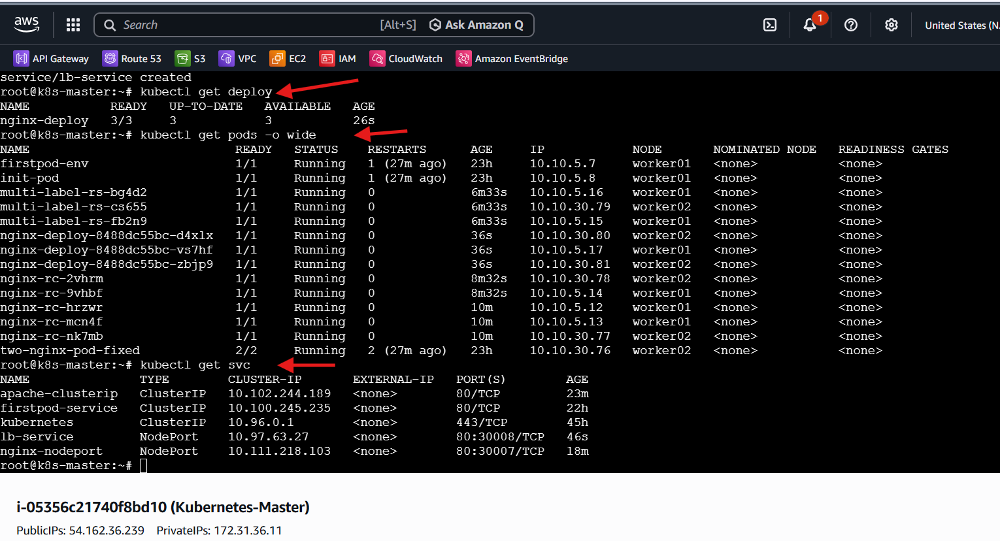 aws Search [Alt+S] Ask Amazon Q 1 United States (N.
API Gateway Route 53 S3 VPC EC2 IAM CloudWatch Amazon EventBridge
service/lb-service created
root@k8s-master:~# kubectl get deploy
NAME READY UP-TO-DATE AVAILABLE AGE
nginx-deploy 3/3 3 3 26s
root@k8s-master:~# kubectl get pods -o wide
NAME READY STATUS RESTARTS AGE IP NODE NOMINATED NODE READINESS GATES
firstpod-env 1/1 Running 1 (27m ago) 23h 10.10.5.7 worker01 <none> <none>
init-pod 1/1 Running 1 (27m ago) 23h 10.10.5.8 worker01 <none> <none>
multi-label-rs-bg4d2 1/1 Running 0 6m33s 10.10.5.16 worker01 <none> <none>
multi-label-rs-cs655 1/1 Running 0 6m33s 10.10.30.79 worker02 <none> <none>
multi-label-rs-fb2n9 1/1 Running 0 6m33s 10.10.5.15 worker01 <none> <none>
nginx-deploy-8488dc55bc-d4xlx 1/1 Running 0 36s 10.10.30.80 worker02 <none> <none>
nginx-deploy-8488dc55bc-vs7hf 1/1 Running 0 36s 10.10.5.17 worker01 <none> <none>
nginx-deploy-8488dc55bc-zbjp9 1/1 Running 0 36s 10.10.30.81 worker02 <none> <none>
nginx-rc-2vhrm 1/1 Running 0 8m32s 10.10.30.78 worker02 <none> <none>
nginx-rc-9vhbf 1/1 Running 0 8m32s 10.10.5.14 worker01 <none> <none>
nginx-rc-hrzwr 1/1 Running 0 10m 10.10.5.12 worker01 <none> <none>
nginx-rc-mcn4f 1/1 Running 0 10m 10.10.5.13 worker01 <none> <none>
nginx-rc-nk7mb 1/1 Running 0 10m 10.10.30.77 worker02 <none> <none>
two-nginx-pod-fixed 2/2 Running 2 (27m ago) 23h 10.10.30.76 worker02 <none> <none>
root@k8s-master:~# kubectl get svc
NAME TYPE CLUSTER-IP EXTERNAL-IP PORT(S) AGE
apache-clusterip ClusterIP 10.102.244.189 <none> 80/TCP 23m
firstpod-service ClusterIP 10.100.245.235 <none> 80/TCP 22h
kubernetes ClusterIP 10.96.0.1 <none> 443/TCP 45h
lb-service NodePort 10.97.63.27 <none> 80:30008/TCP 46s
nginx-nodeport NodePort 10.111.218.103 <none> 80:30007/TCP 18m
root@k8s-master:~#
i-05356c21740f8bd10 (Kubernetes-Master)
PublicIPs: 54.162.36.239 PrivateIPs: 172.31.36.11